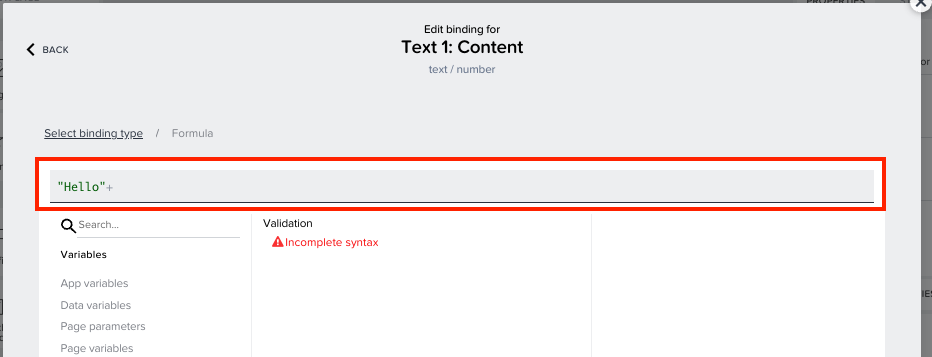 Edit binding for
BACK
Text 1: Content
text / number
Select binding type / Formula
"Hello"+
Search...
Validation
Incomplete syntax
Variables
App variables
Data variables
Page parameters
Page variables